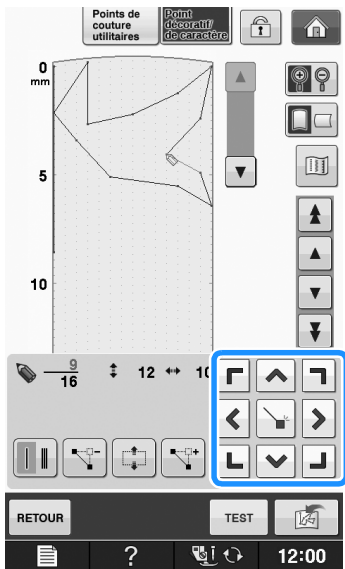 Points de
couture
utilitaires
Point
décoratif/
de caractère
0
mm
5
10
9
16
12
10
RETOUR
TEST
?
12:00